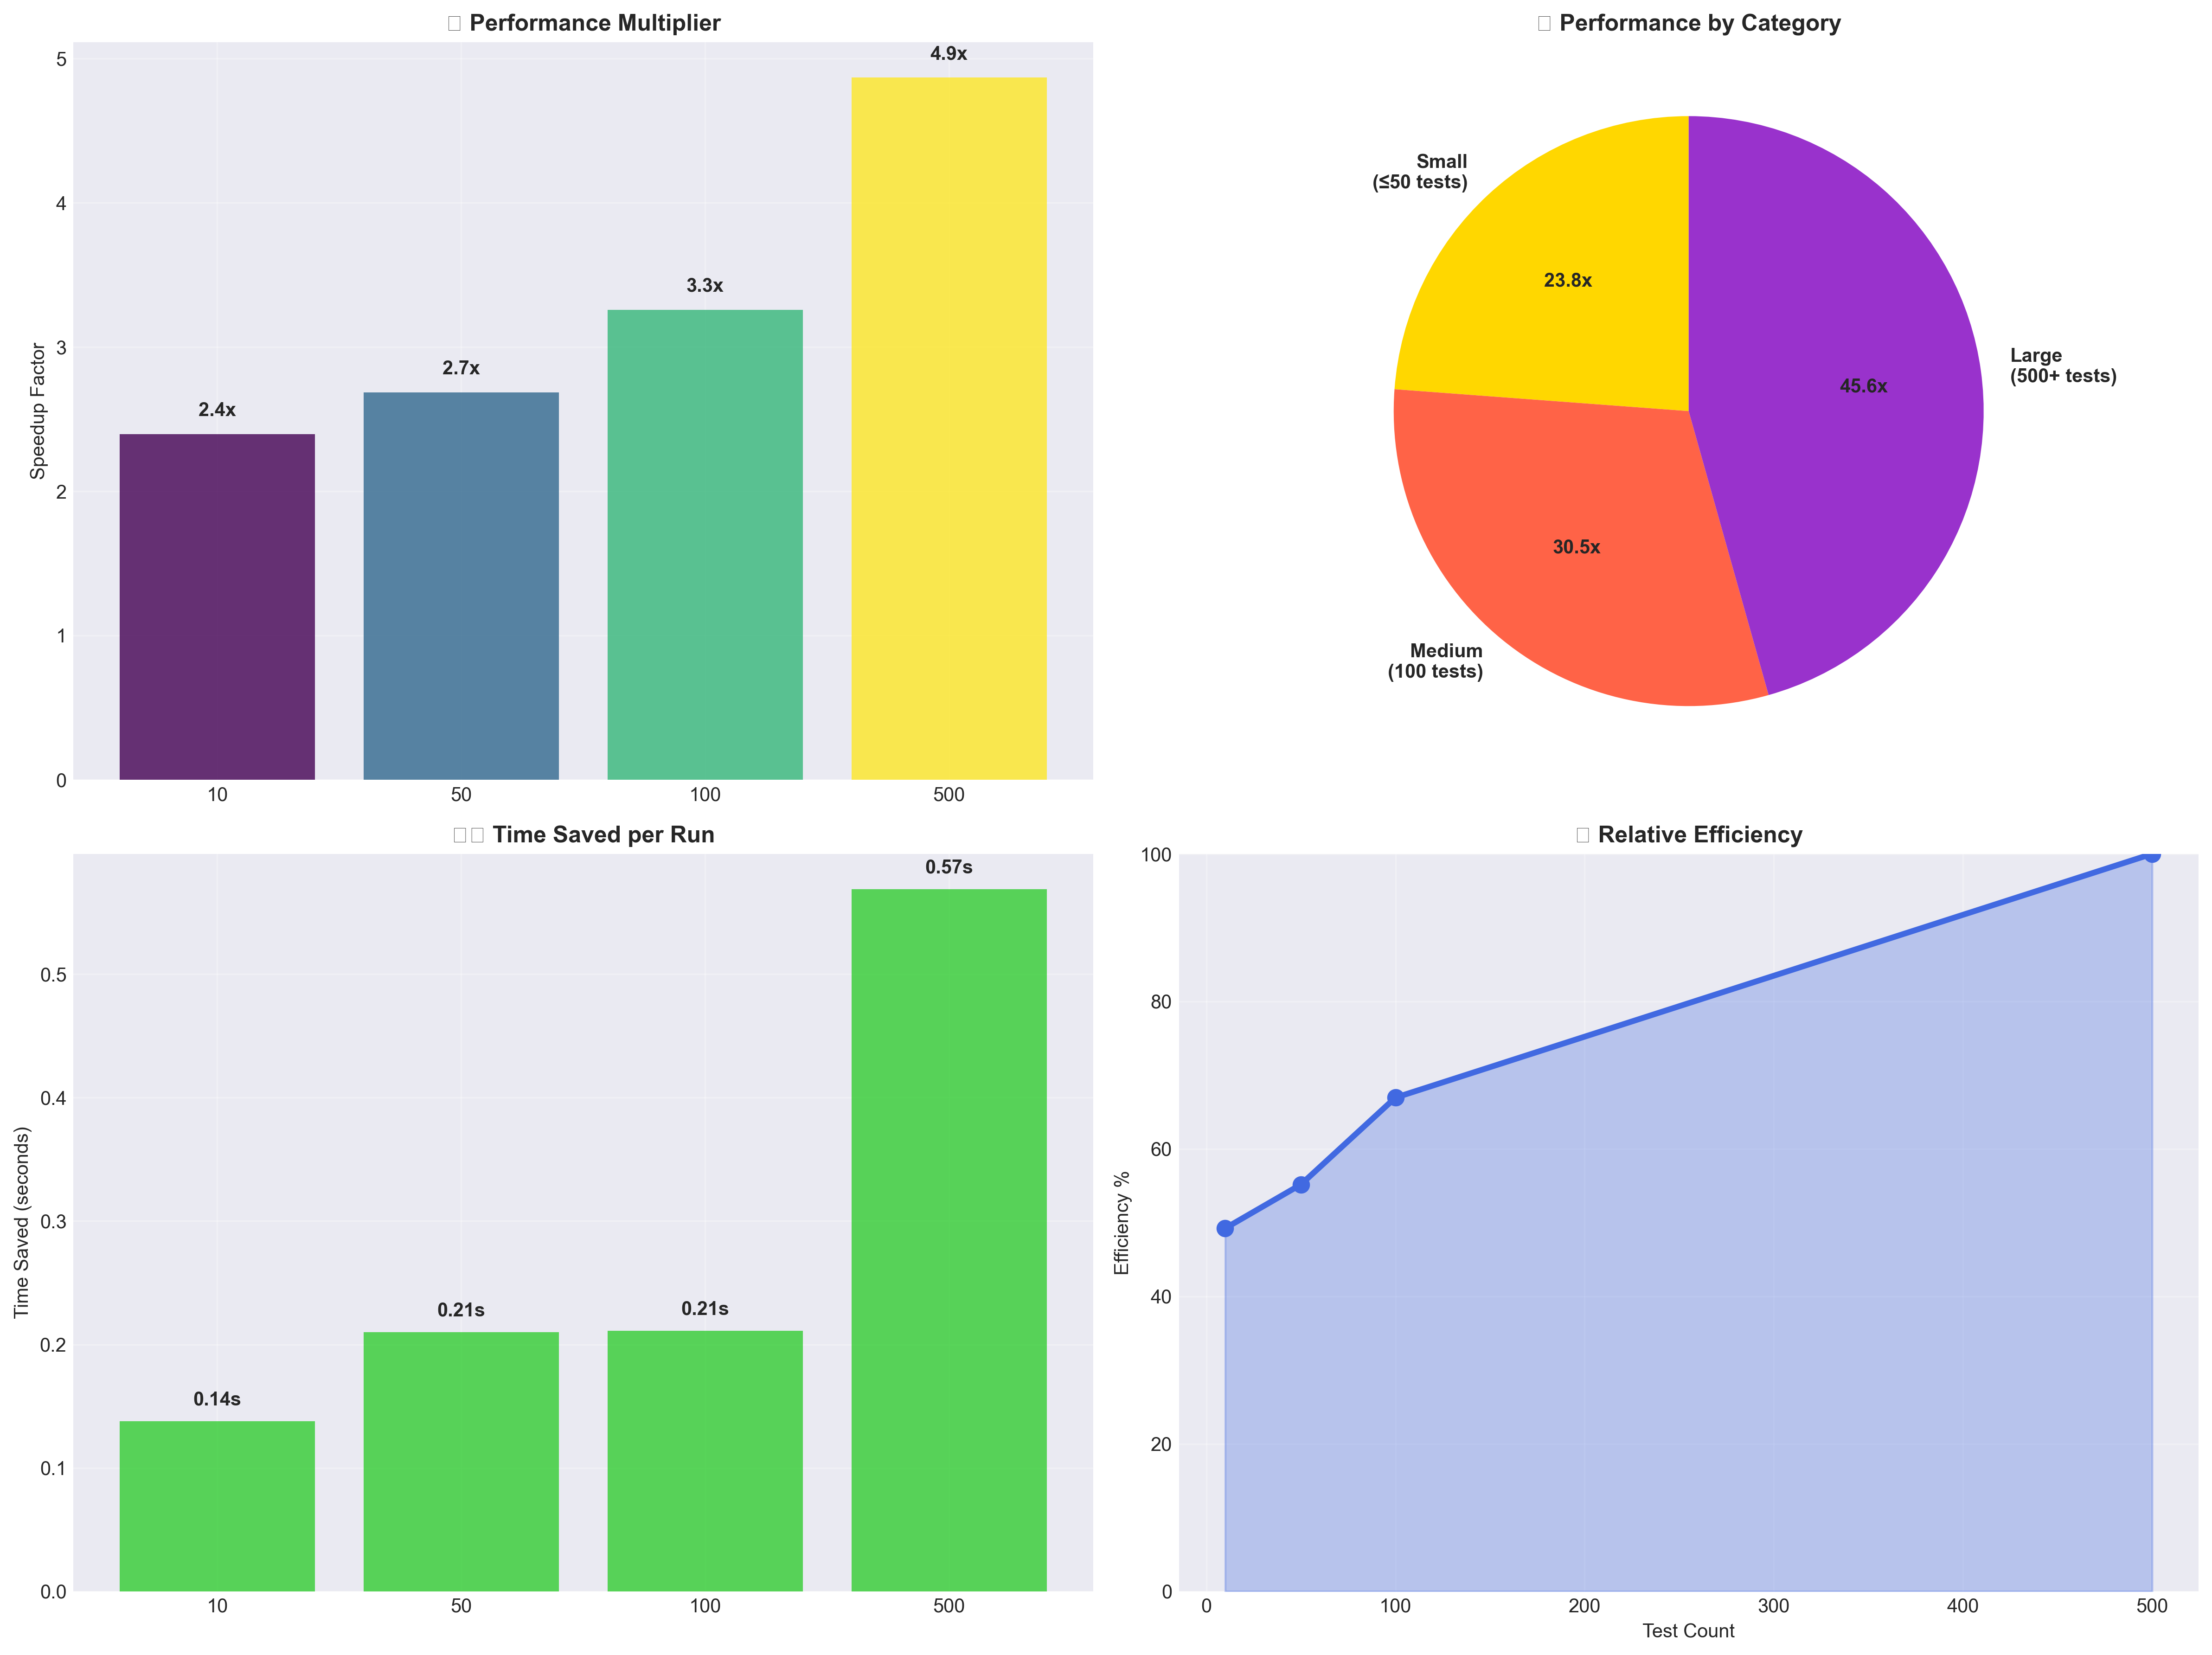 Performance Multiplier
Speedup Factor
5
4
3
2
1
0
2.4x
2.7x
3.3x
4.9x
10
50
100
500
Performance by Category
Small
(≤50 tests)
23.8x
Large
(500+ tests)
45.6x
30.5x
Medium
(100 tests)
Time Saved per Run
Time Saved (seconds)
0.5
0.4
0.3
0.2
0.1
0.0
0.14s
0.21s
0.21s
0.57s
10
50
100
500
Relative Efficiency
Efficiency %
100
80
60
40
20
0
0
100
200
300
400
500
Test Count